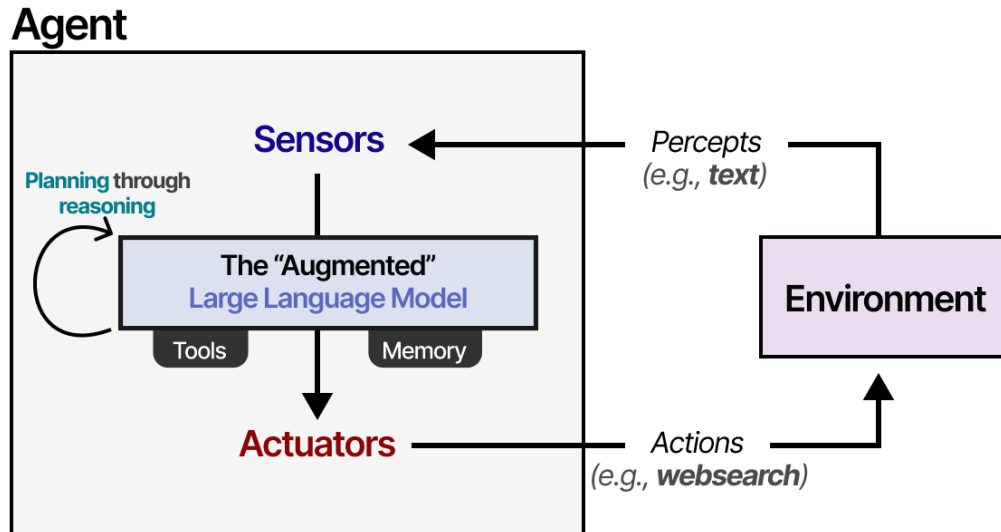 Agent
Sensors
Percepts
(e.g., text)
Planning through
reasoning
The “Augmented”
Large Language Model
Tools
Memory
Environment
Actuators
Actions
(e.g., websearch)